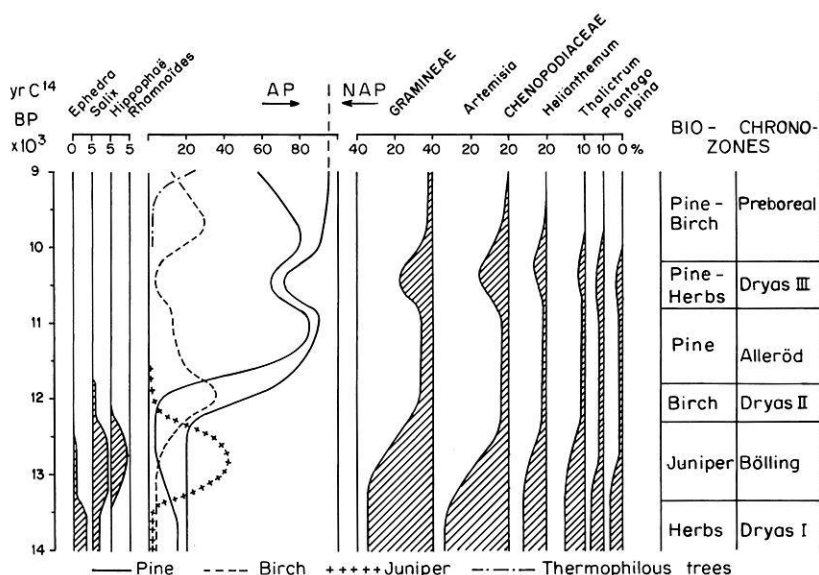 yr C14
BP
x10³
Ephedra
Salix
Hippophaë
Rhamnoïdes
AP
NAP
GRAMINEAE
Artemisia
CHENOPODIACEAE
Helianthemum
Thalictrum
Plantago
alpina
BIO - CHRONO-
ZONES
0 5 5 5 20 40 60 80 40 20 40 20 20 20 10 10 0 %
9
10
11
12
13
14
Pine - Birch Preboreal
Pine - Herbs Dryas III
Pine Alleröd
Birch Dryas II
Juniper Bölling
Herbs Dryas I
Pine Birch ++++ Juniper Thermophilous trees